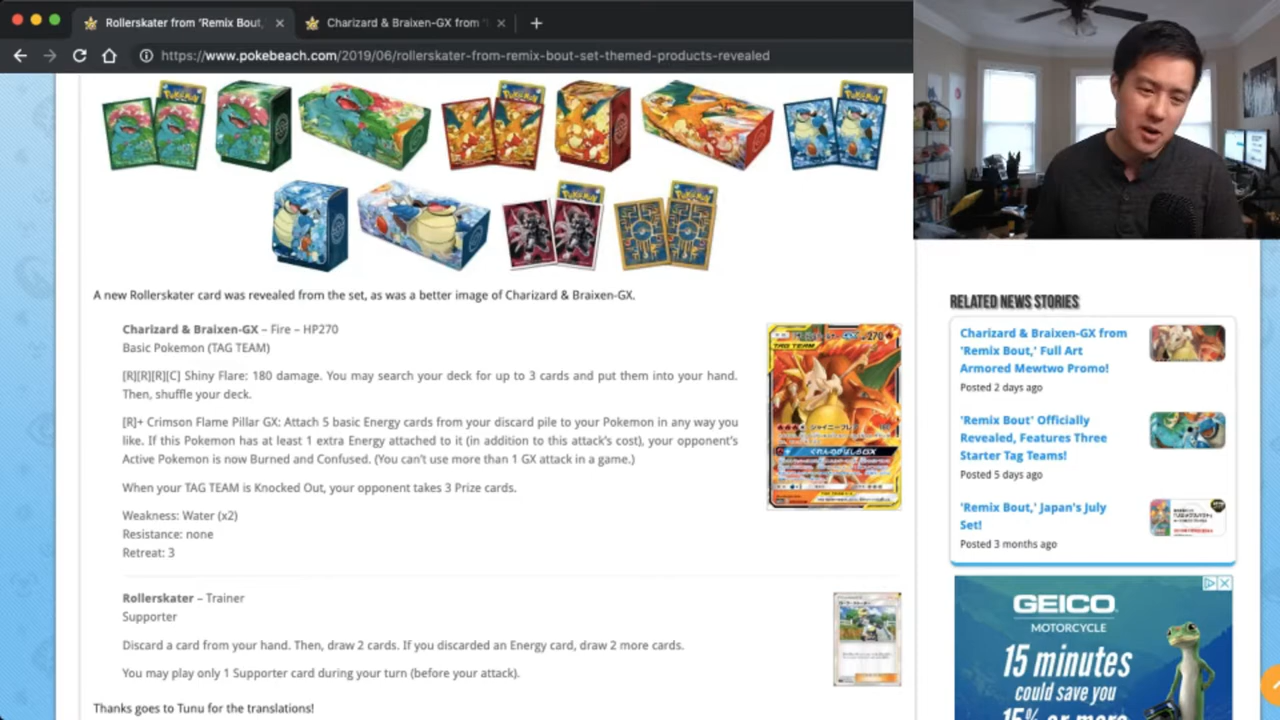 Rollerskater from 'Remix Bout,
Charizard & Braixen-GX from
https://www.pokebeach.com/2019/06/rollerskater-from-remix-bout-set-themed-products-revealed
A new Rollerskater card was revealed from the set, as was a better image of Charizard & Braixen-GX.
Charizard & Braixen-GX – Fire – HP270
Basic Pokemon (TAG TEAM)
[R][R][R][C] Shiny Flare: 180 damage. You may search your deck for up to 3 cards and put them into your hand.
Then, shuffle your deck.
[R]+ Crimson Flame Pillar GX: Attach 5 basic Energy cards from your discard pile to your Pokemon in any way you
like. If this Pokemon has at least 1 extra Energy attached to it (in addition to this attack's cost), your opponent's
Active Pokemon is now Burned and Confused. (You can't use more than 1 GX attack in a game.)
When your TAG TEAM is Knocked Out, your opponent takes 3 Prize cards.
Weakness: Water (x2)
Resistance: none
Retreat: 3
TAG TEAM
270
Rollerskater – Trainer
Supporter
Discard a card from your hand. Then, draw 2 cards. If you discarded an Energy card, draw 2 more cards.
You may play only 1 Supporter card during your turn (before your attack).
Thanks goes to Tunu for the translations!
RELATED NEWS STORIES
Charizard & Braixen-GX from
'Remix Bout,' Full Art
Armored Mewtwo Promo!
Posted 2 days ago
'Remix Bout' Officially
Revealed, Features Three
Starter Tag Teams!
Posted 5 days ago
'Remix Bout,' Japan's July
Set!
Posted 3 months ago
GEICO
MOTORCYCLE
15 minutes
could save you
15% or more